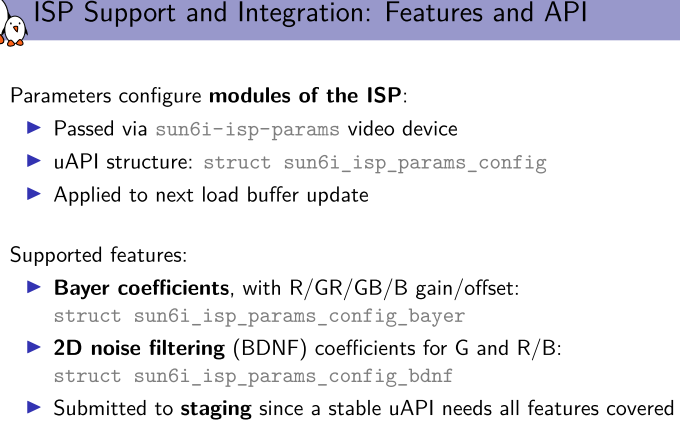 ISP Support and Integration: Features and API
Parameters configure modules of the ISP:
Passed via sun6i-isp-params video device
uAPI structure: struct sun6i_isp_params_config
Applied to next load buffer update
Supported features:
Bayer coefficients, with R/GR/GB/B gain/offset:
struct sun6i_isp_params_config_bayer
2D noise filtering (BDNF) coefficients for G and R/B:
struct sun6i_isp_params_config_bdnf
Submitted to staging since a stable uAPI needs all features covered